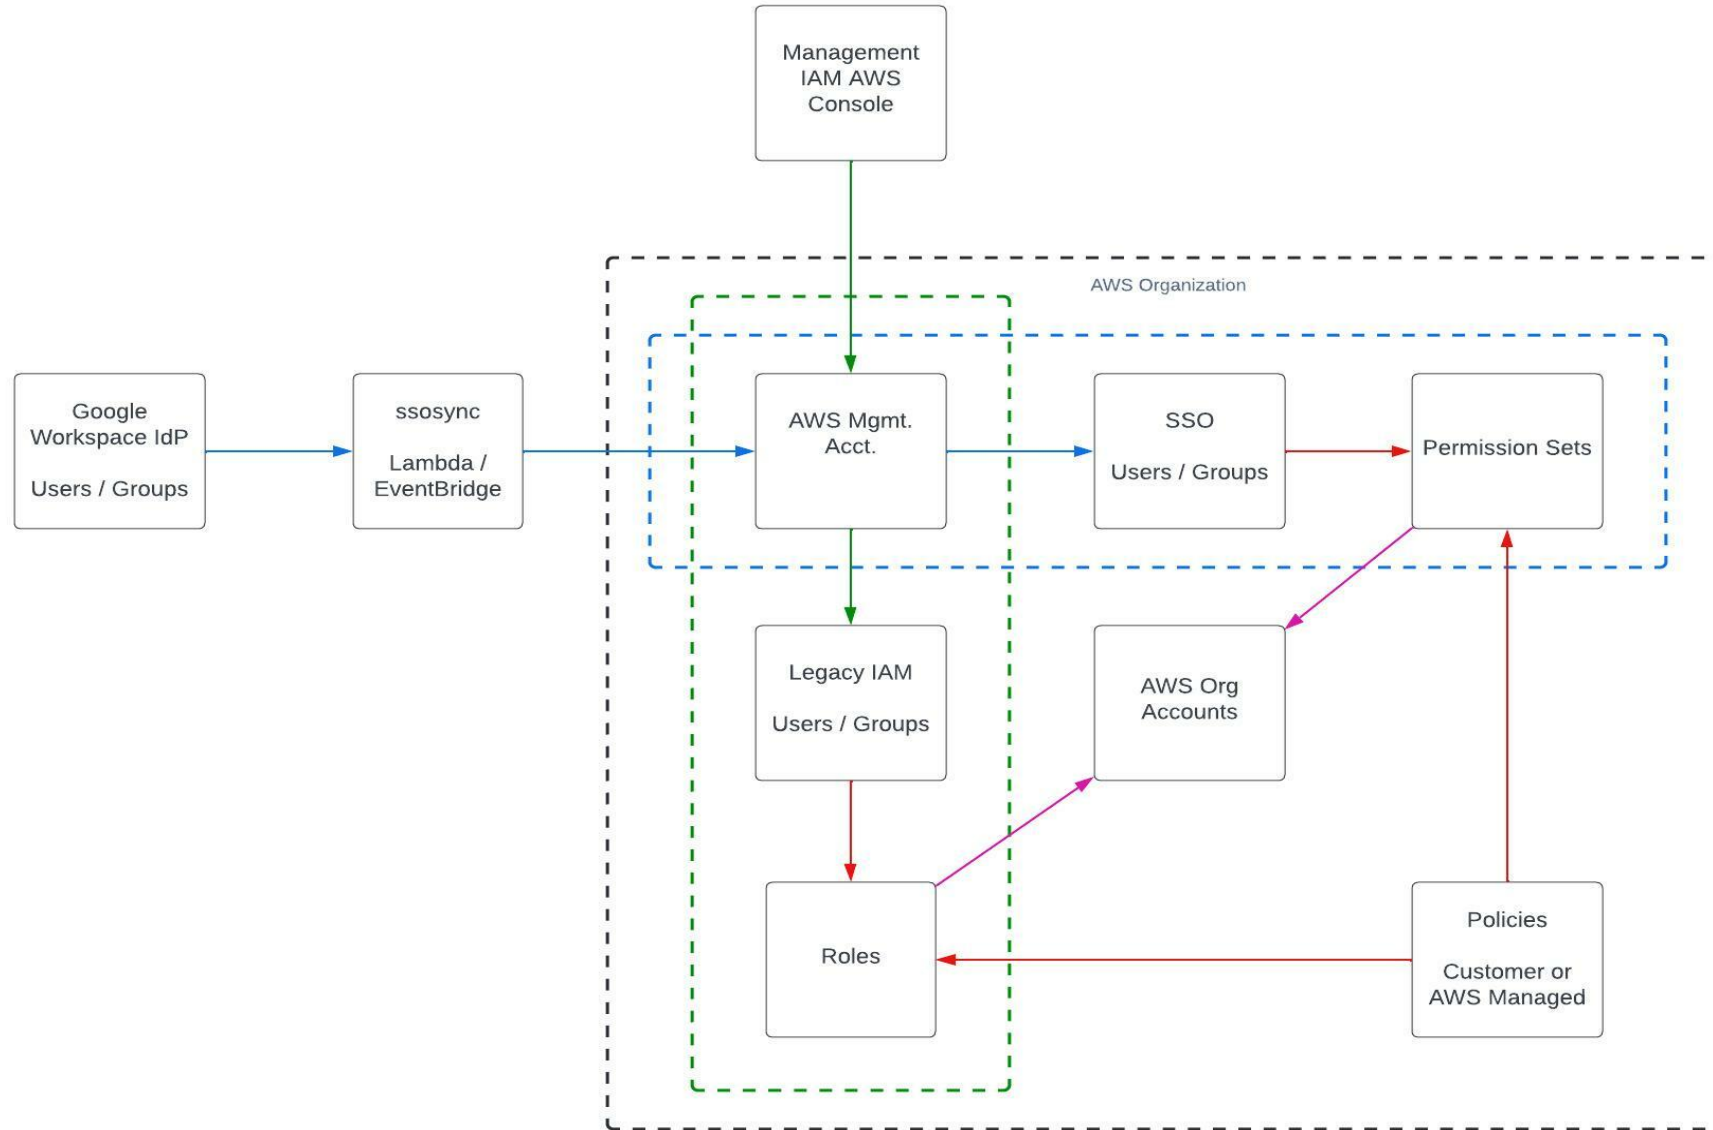 Management
IAM AWS
Console
AWS Organization
Google
Workspace IdP
Users / Groups
ssosync
Lambda /
EventBridge
AWS Mgmt.
Acct.
SSO
Users / Groups
Permission Sets
Legacy IAM
Users / Groups
AWS Org
Accounts
Roles
Policies
Customer or
AWS Managed